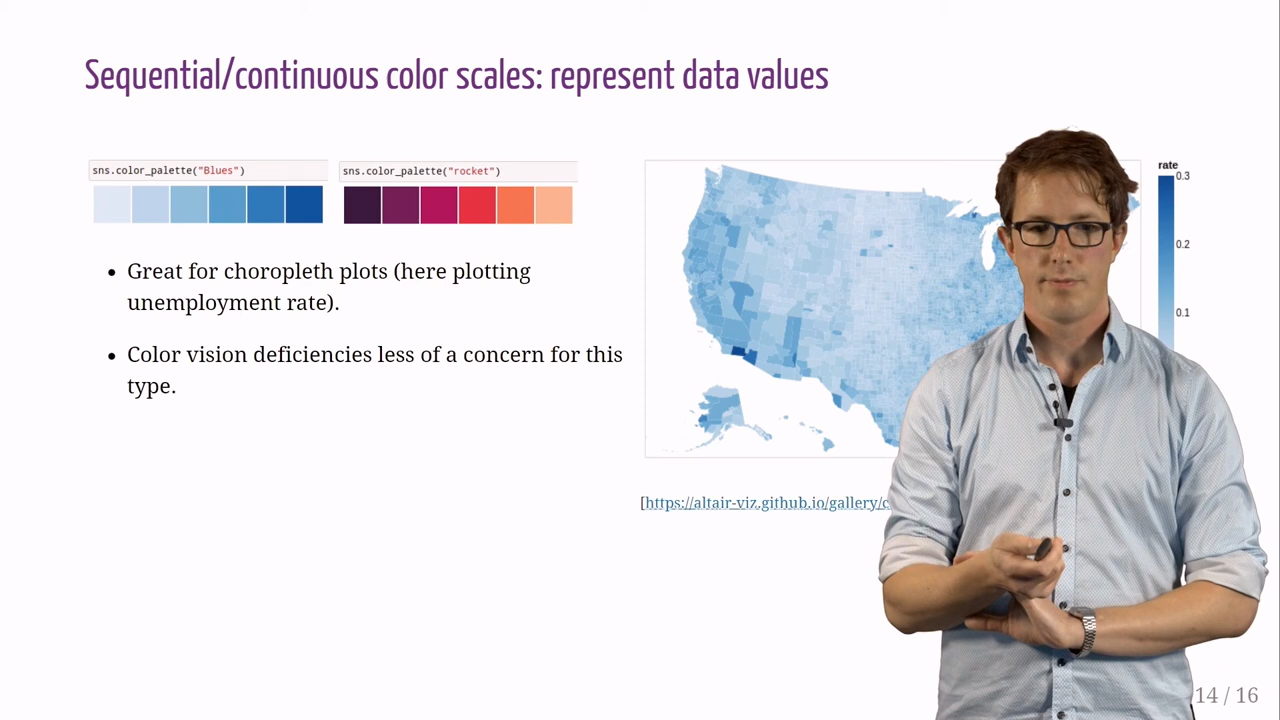 Sequential/continuous color scales: represent data values
sns.color_palette("Blues")
sns.color_palette("rocket")
• Great for choropleth plots (here plotting
unemployment rate).
• Color vision deficiencies less of a concern for this
type.
rate
0.3
0.2
0.1
[https://altair-viz.github.io/gallery/c
14 / 16